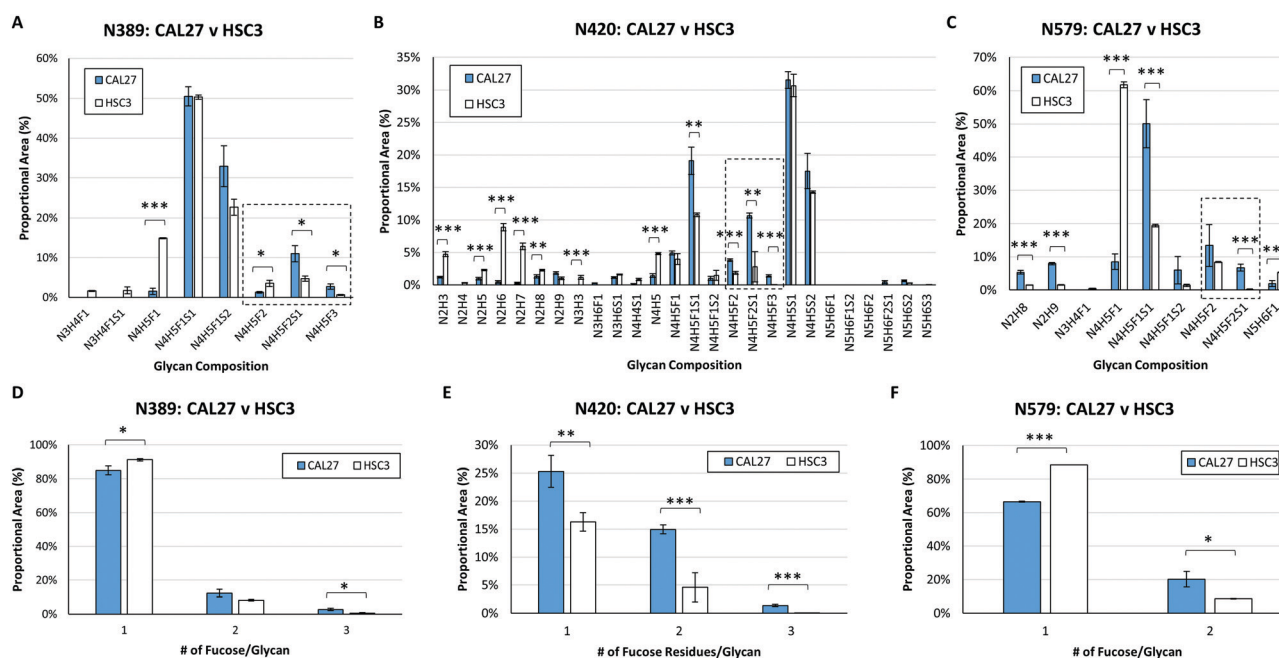 A
N389: CAL27 v HSC3
Proportional Area (%)
60%
50%
40%
30%
20%
10%
0%
CAL27
HSC3
***
*
*
*
N3H4F1
N3H4F1S1
N4H5F1
N4H5F1S1
N4H5F1S2
N4H5F2
N4H5F2S1
N4H5F3
Glycan Composition
B
N420: CAL27 v HSC3
Proportional Area (%)
35%
30%
25%
20%
15%
10%
5%
0%
CAL27
HSC3
***
***
***
***
**
***
***
**
***
**
***
N2H3
N2H4
N2H5
N2H6
N2H7
N2H8
N2H9
N3H3
N3H6F1
N3H6S1
N4H4S1
N4H5
N4H5F1
N4H5F1S1
N4H5F1S2
N4H5F2
N4H5F2S1
N4H5F3
N4H5S1
N4H5S2
N5H6F1
N5H6F1S2
N5H6F2
N5H6F2S1
N5H6S2
N5H6S3
Glycan Composition
C
N579: CAL27 v HSC3
Proportional Area (%)
70%
60%
50%
40%
30%
20%
10%
0%
CAL27
HSC3
***
***
***
***
***
**
N2H8
N2H9
N3H4F1
N4H5F1
N4H5F1S1
N4H5F1S2
N4H5F2
N4H5F2S1
N5H6F1
Glycan Composition
D
N389: CAL27 v HSC3
Proportional Area (%)
100%
80%
60%
40%
20%
0%
CAL27
HSC3
*
*
1
2
3
# of Fucose/Glycan
E
N420: CAL27 v HSC3
Proportional Area (%)
30%
25%
20%
15%
10%
5%
0%
CAL27
HSC3
**
***
***
1
2
3
# of Fucose Residues/Glycan
F
N579: CAL27 v HSC3
Proportional Area (%)
100%
80%
60%
40%
20%
0%
CAL27
HSC3
***
*
1
2
# of Fucose/Glycan